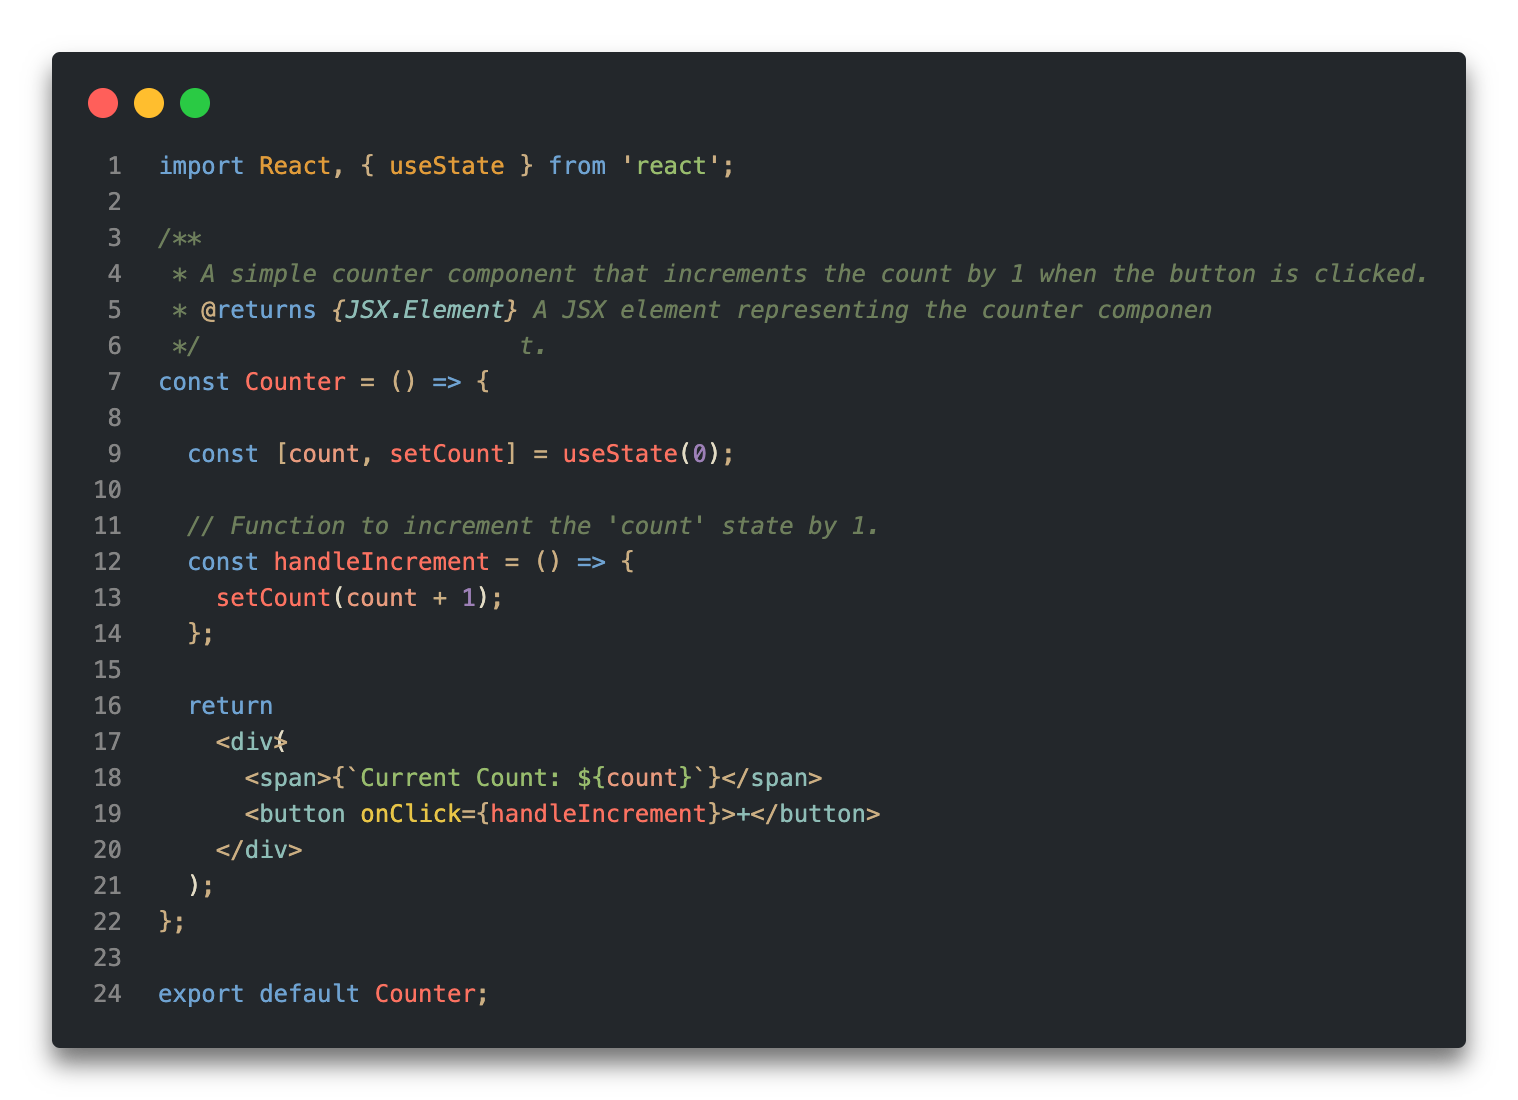 1 import React, { useState } from 'react';
2
3 /**
4  * A simple counter component that increments the count by 1 when the button is clicked.
5  * @returns {JSX.Element} A JSX element representing the counter componen
6  */                      t.
7 const Counter = () => {
8
9   const [count, setCount] = useState(0);
10
11   // Function to increment the 'count' state by 1.
12   const handleIncrement = () => {
13     setCount(count + 1);
14   };
15
16   return
17     <div>(
18       <span>{`Current Count: ${count}`}</span>
19       <button onClick={handleIncrement}>+</button>
20     </div>
21   );
22 };
23
24 export default Counter;